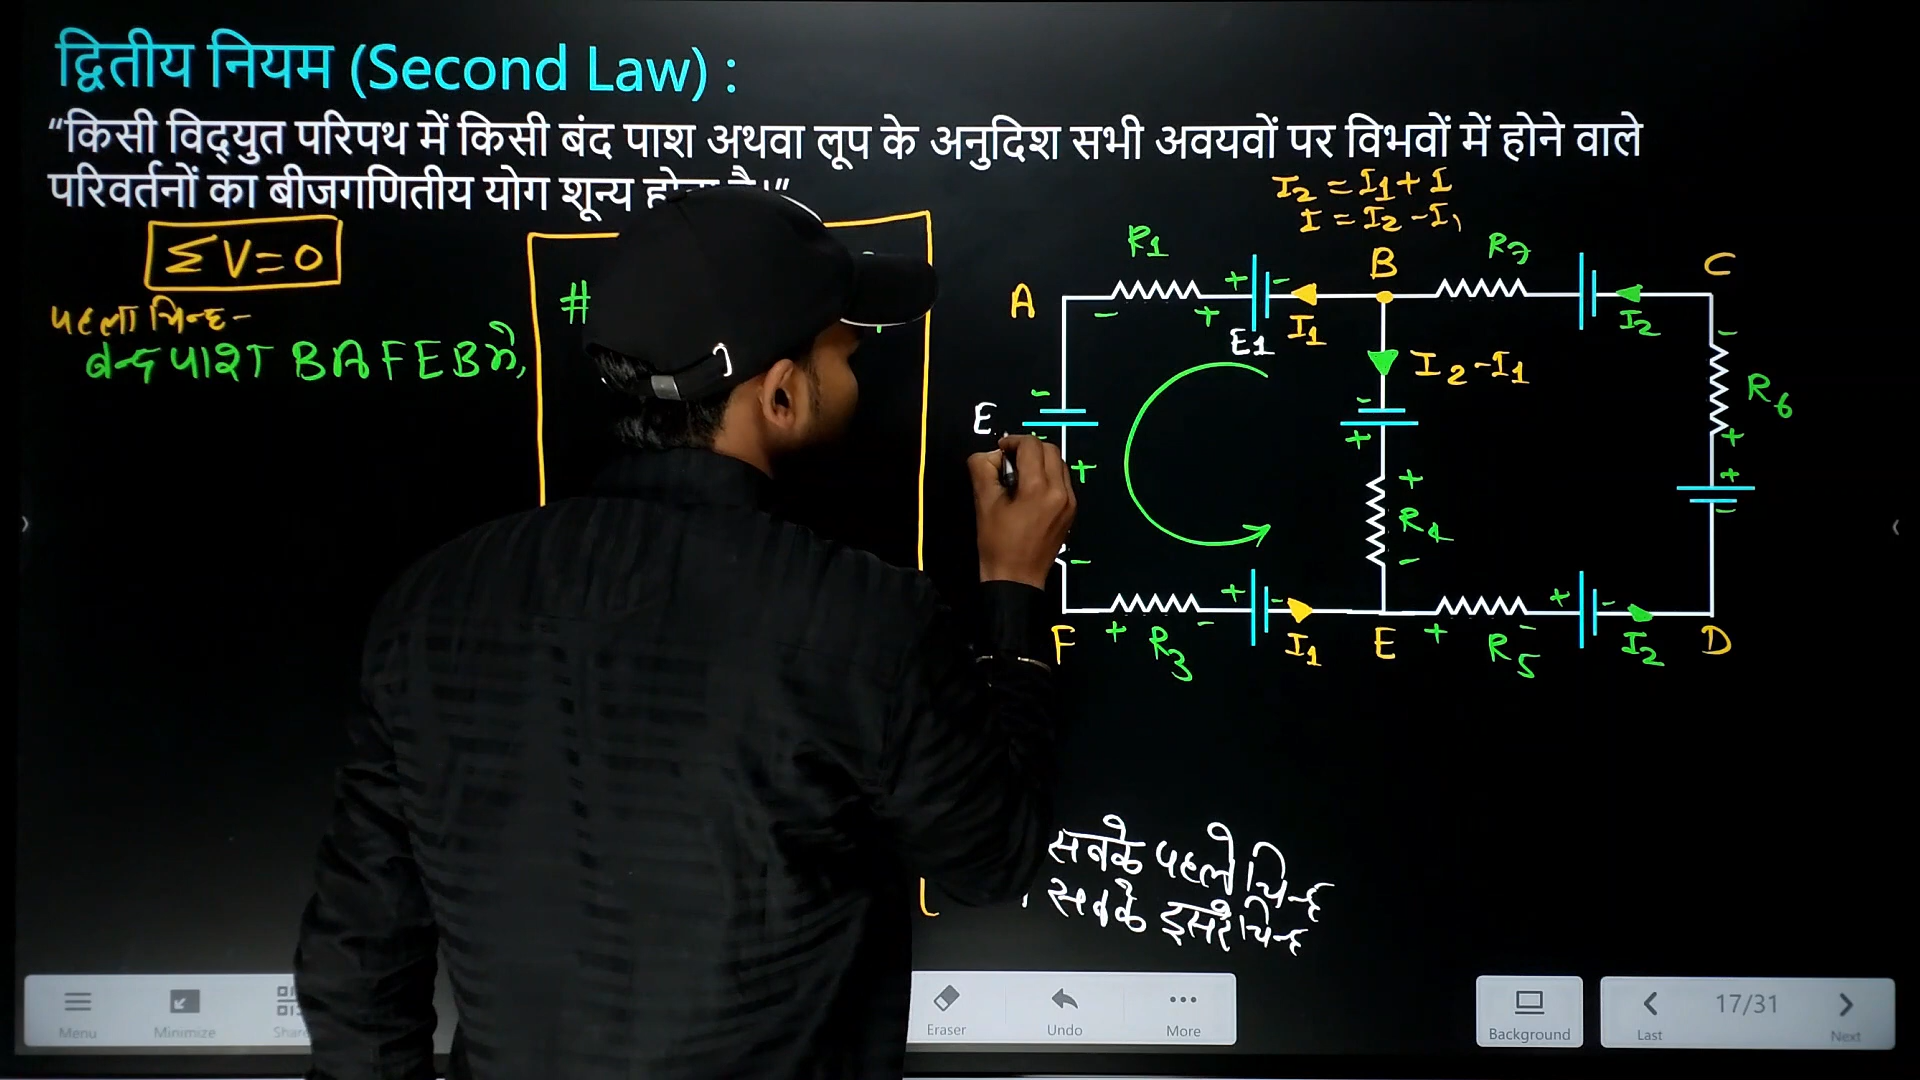 द्वितीय नियम (Second Law) :
“किसी विद्युत परिपथ में किसी बंद पाश अथवा लूप के अनुदिश सभी अवयवों पर विभवों में होने वाले
परिवर्तनों का बीजगणितीय योग शून्य
Σ V = 0
पहला चिन्ह -
बन्द पाश BAFEB में,
#
I2 = I1 + I
I = I2 - I1
A
R1
+ -
- +
E1
I1
B
R7
I2
C
I2 - I1
-
R6
+
E
-
+
-
+
+
R4
-
+
-
-
F
+ R3 -
+ -
I1
E
+ R5 -
+ -
I2
D
सबके पहले चिन्ह
सबके दूसरे चिन्ह
Menu
Minimize
Share
Eraser
Undo
More
Background
17/31
Last
Next